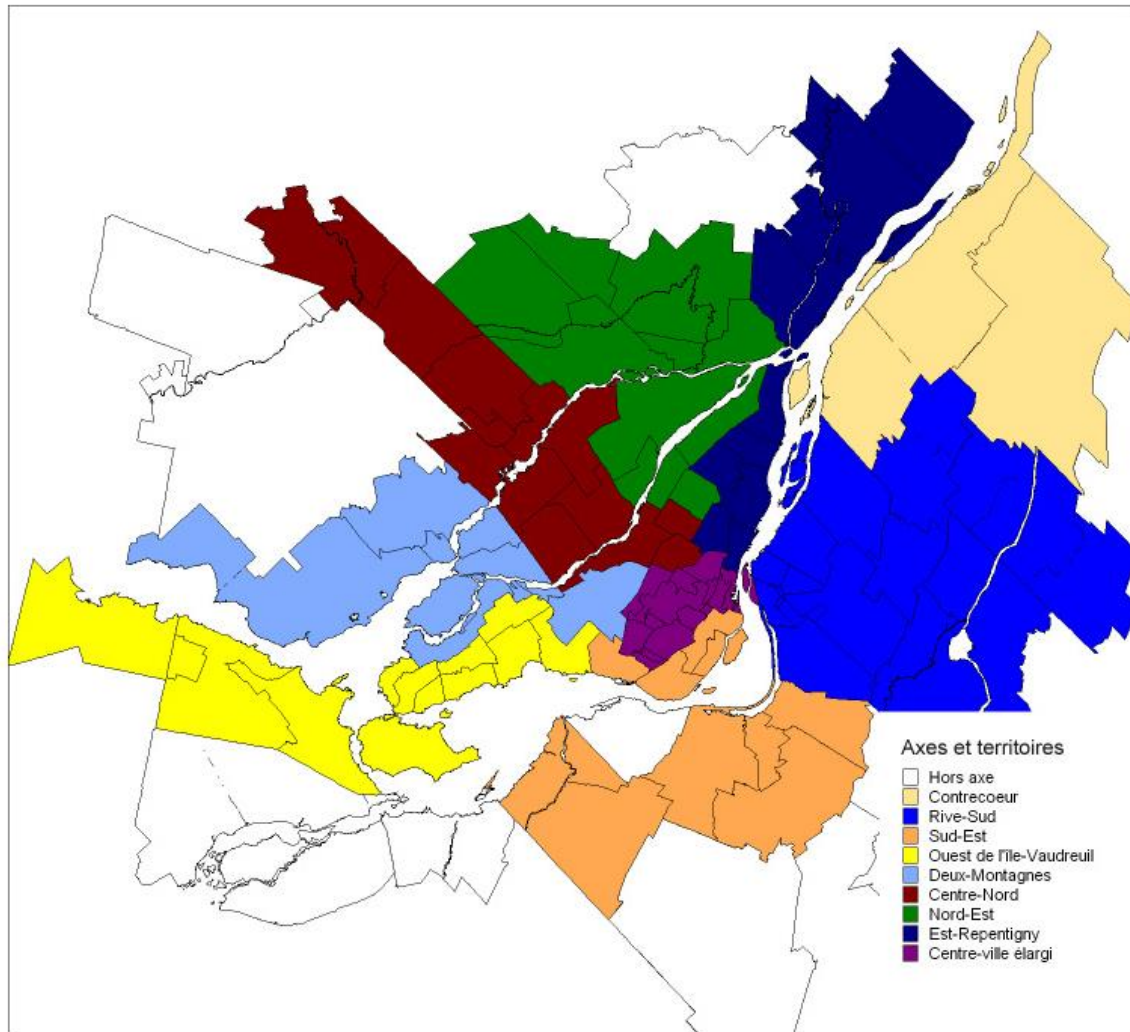 Axes et territoires
Hors axe
Contrecoeur
Rive-Sud
Sud-Est
Ouest de l'île-Vaudreuil
Deux-Montagnes
Centre-Nord
Nord-Est
Est-Repentigny
Centre-ville élargi